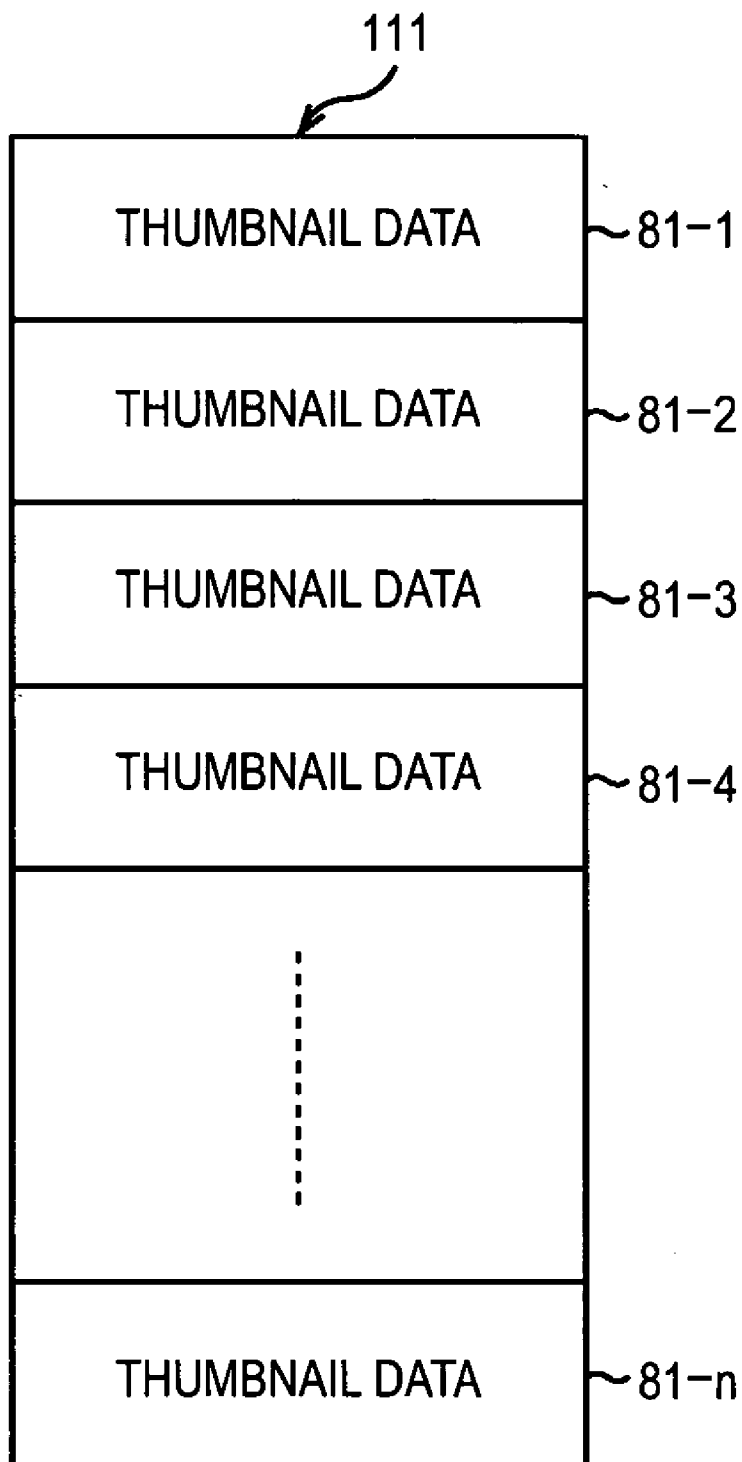 111
THUMBNAIL DATA 81-1
THUMBNAIL DATA 81-2
THUMBNAIL DATA 81-3
THUMBNAIL DATA 81-4
THUMBNAIL DATA 81-n